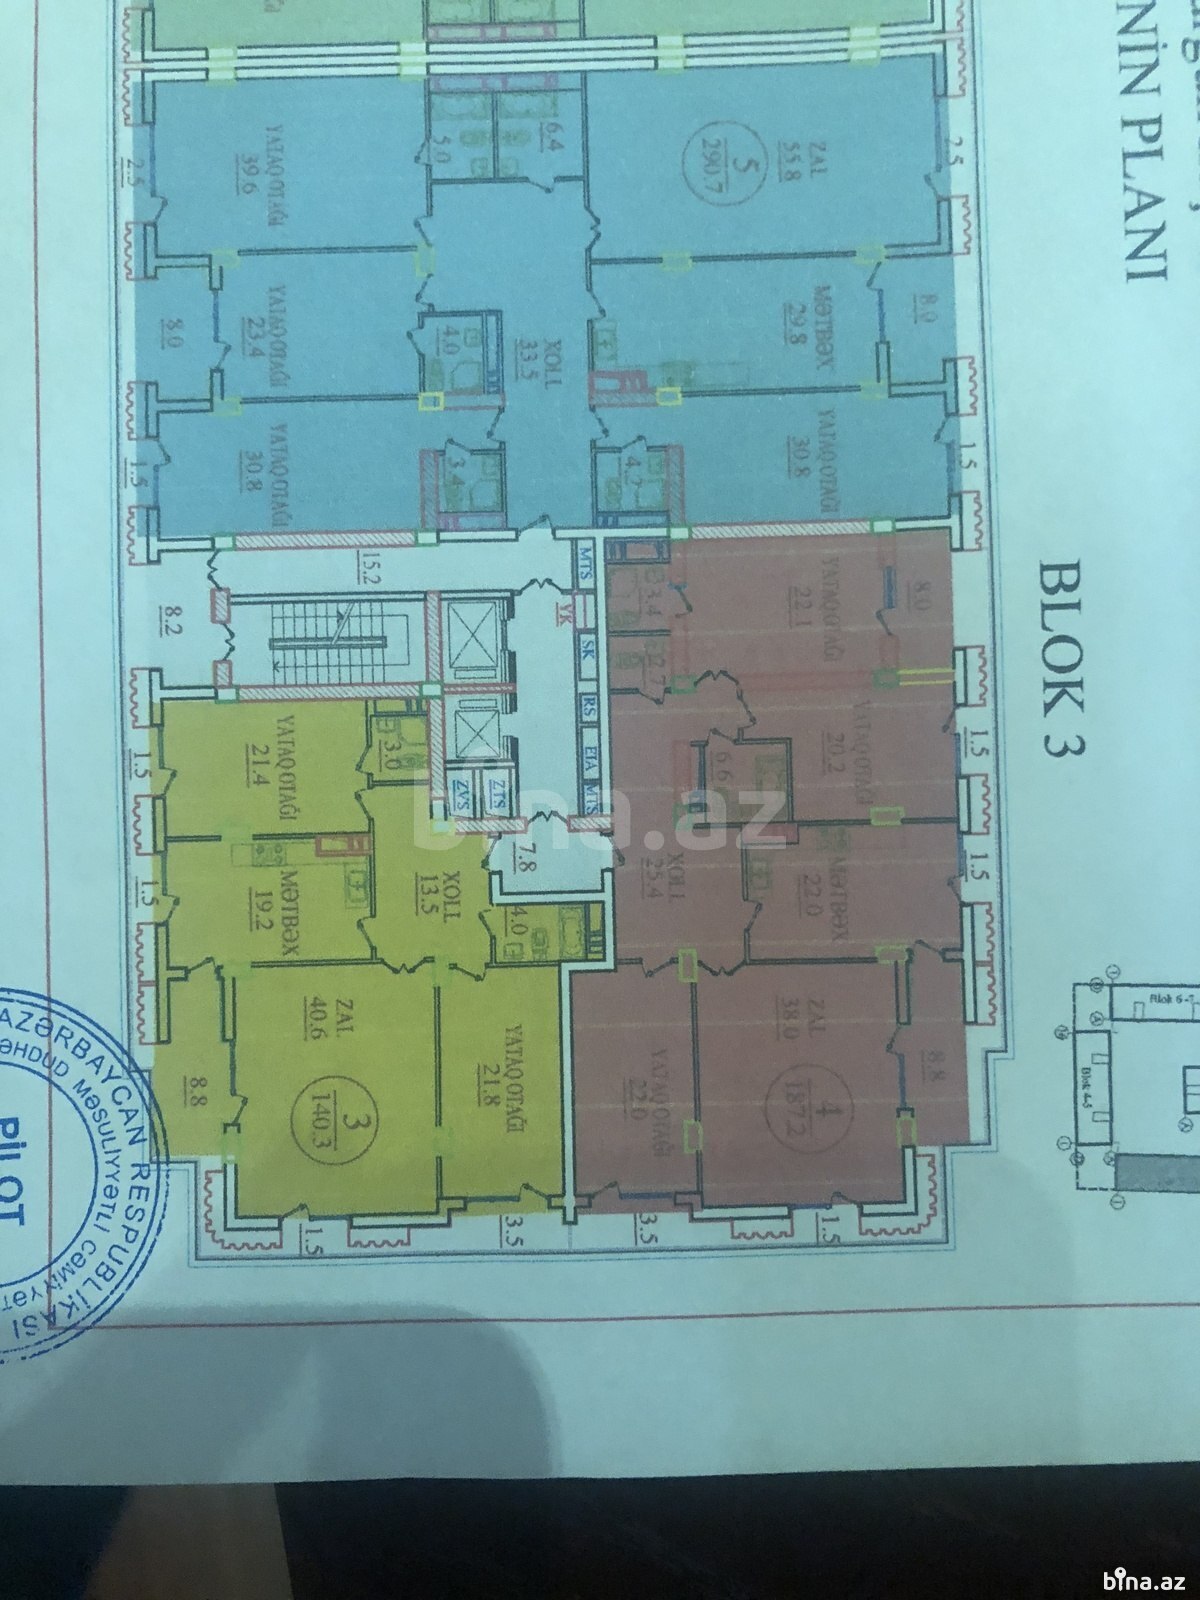 NİN PLANI
BLOK 3
2.5
YATAQ OTAĞI
39.6
5.0
6.4
5
290.7
ZAL
55.8
2.5
8.0
YATAQ OTAĞI
23.4
4.0
XOLL
33.5
MƏTBƏX
29.8
8.0
1.5
YATAQ OTAĞI
30.8
3.4
4.2
YATAQ OTAĞI
30.8
1.5
15.2
8.2
MTS
YK
SK
RS
ETA
MTS
ZVS
ZTS
7.8
3.4
2.7
YATAQ OTAĞI
22.1
8.0
YATAQ OTAĞI
20.2
1.5
6.6
XOLL
25.4
MƏTBƏX
22.0
1.5
1.5
YATAQ OTAĞI
21.4
3.0
1.5
MƏTBƏX
19.2
XOLL
13.5
4.0
ZAL
40.6
8.8
3
140.3
YATAQ OTAĞI
21.8
YATAQ OTAĞI
22.0
ZAL
38.0
4
187.2
8.8
1.5
3.5
3.5
1.5
Blok 6-7
Blok 4-5
AZƏRBAYCAN RESPUBLİKASI
MƏHDUD MƏSULİYYƏTLİ CƏMİYYƏT
PİLOT
bina.az
bina.az